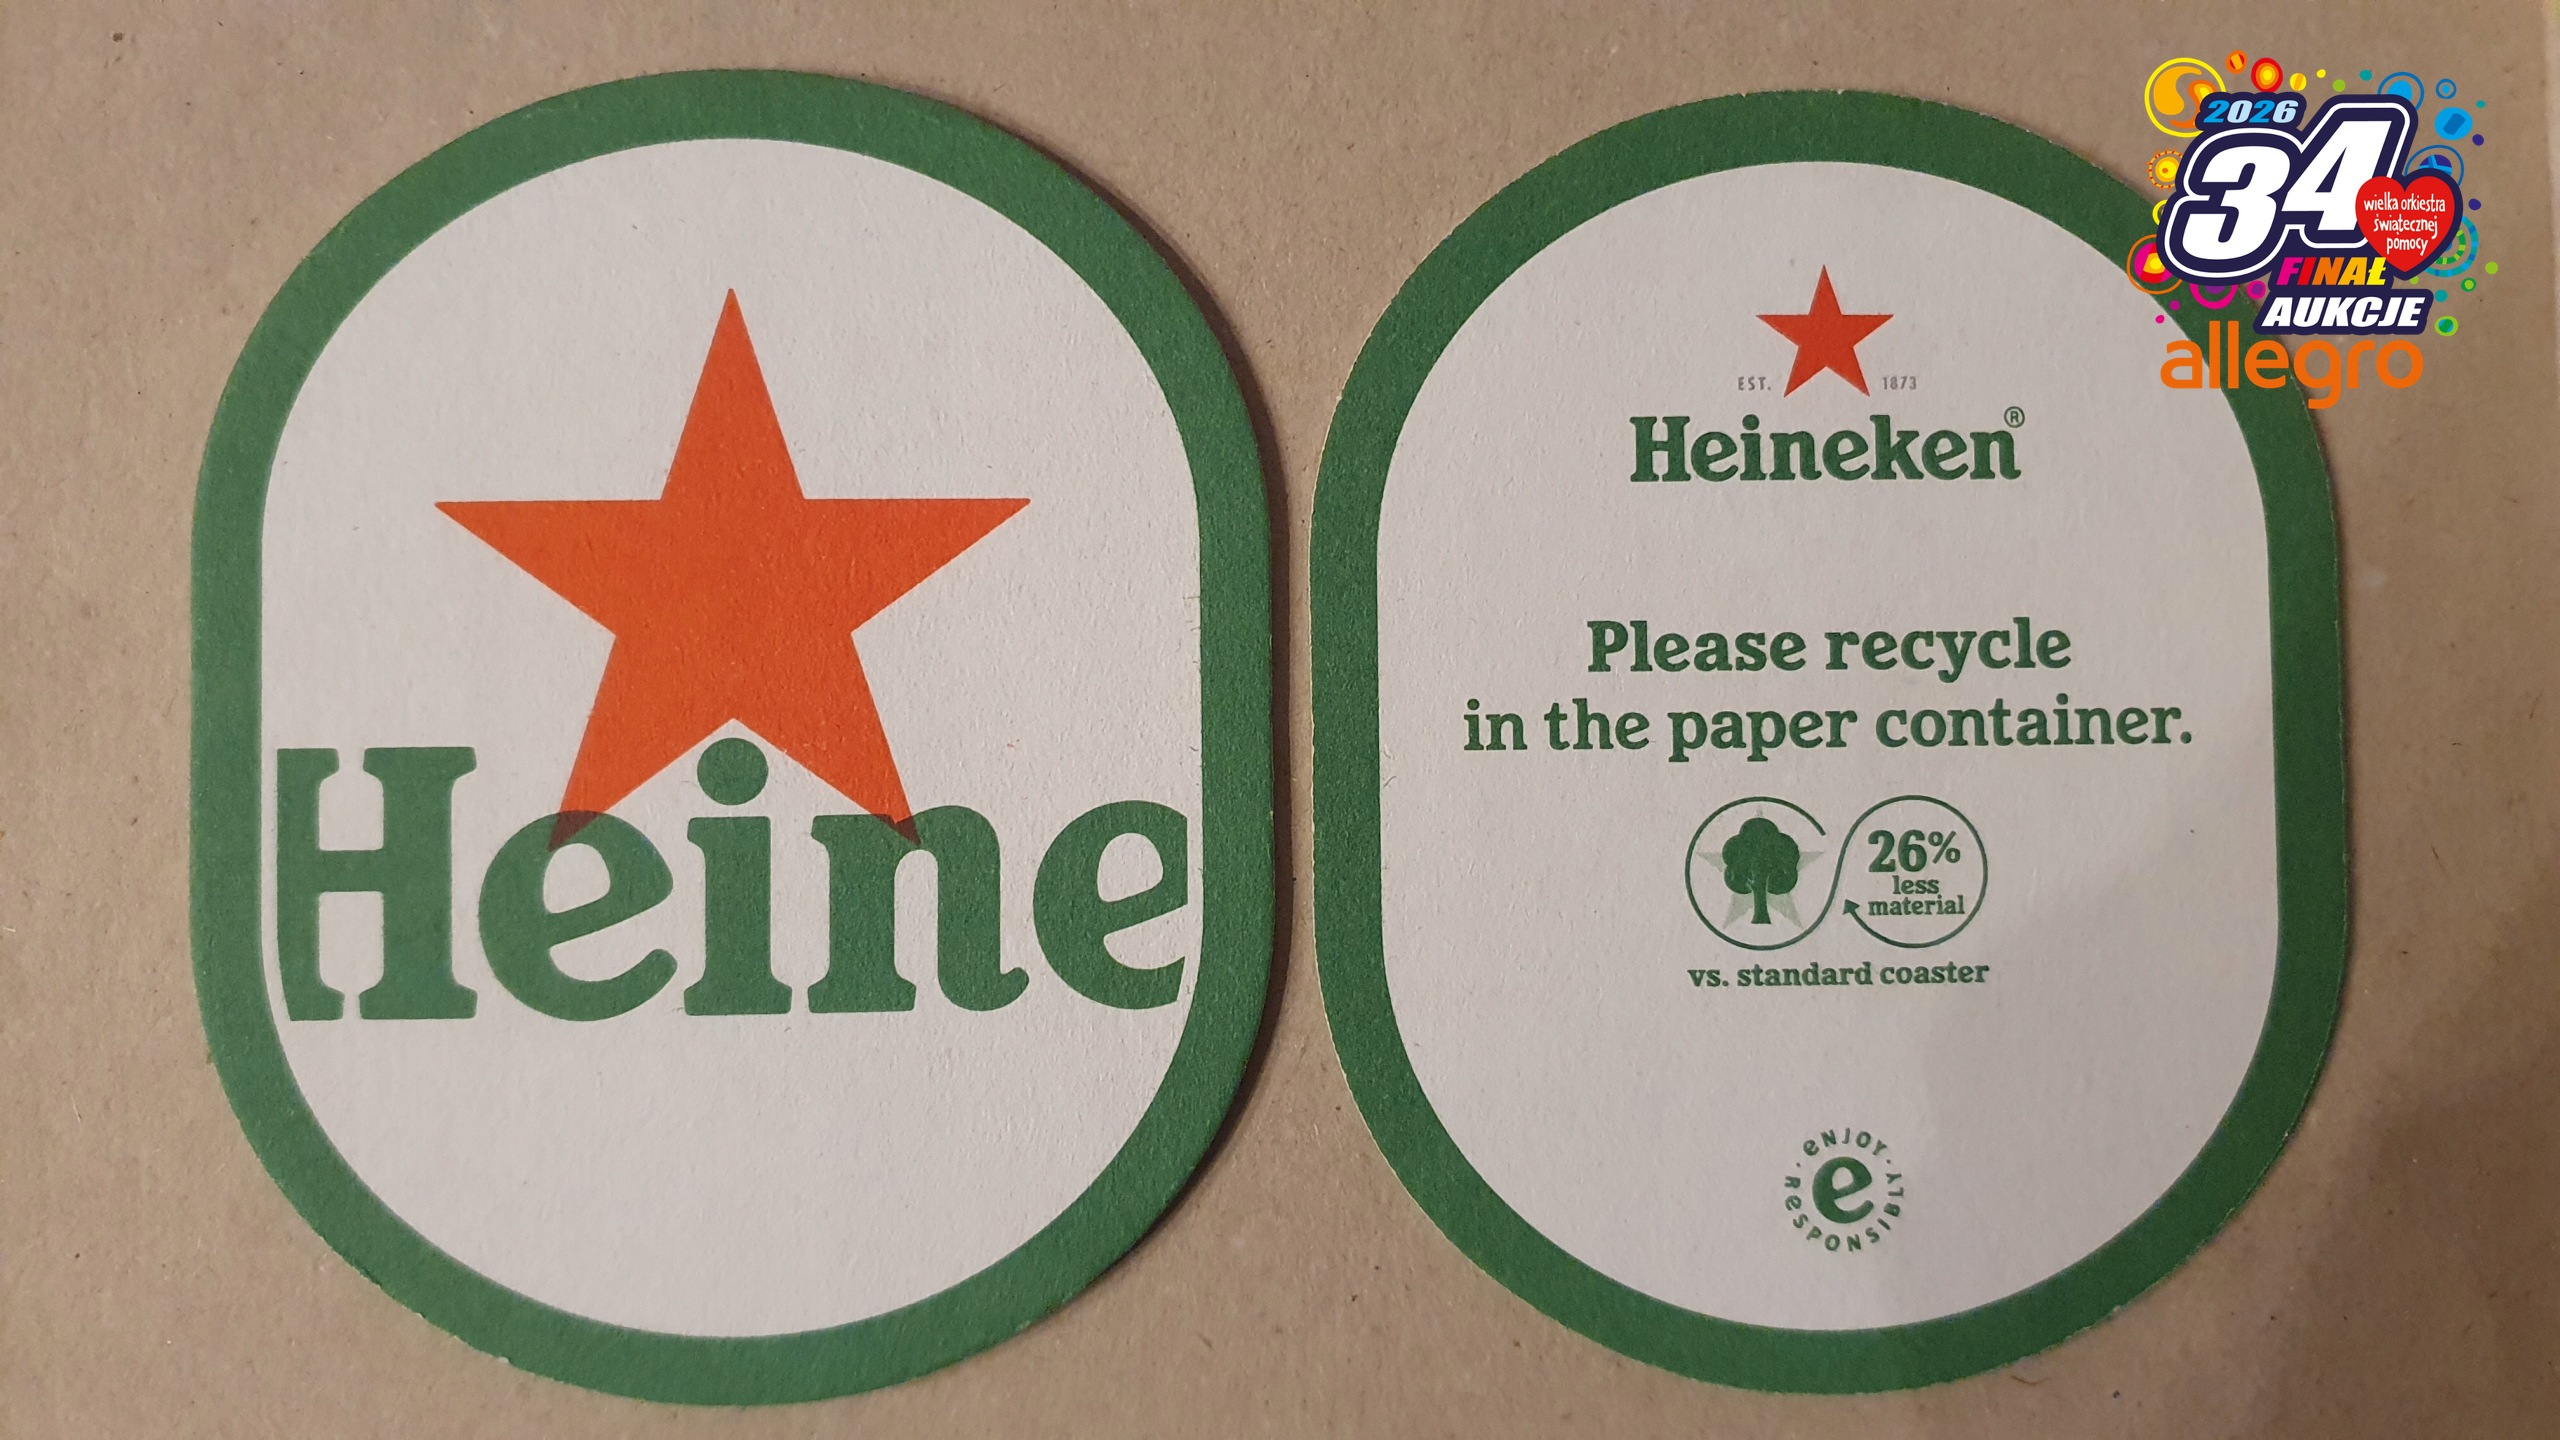 Heine
EST. 1873
Heineken®
Please recycle
in the paper container.
26%
less
material
vs. standard coaster
eNJOY · ReSPONSIBLY ·
e
2026
34
wielka orkiestra
świątecznej
pomocy
FINAŁ
AUKCJE
allegro